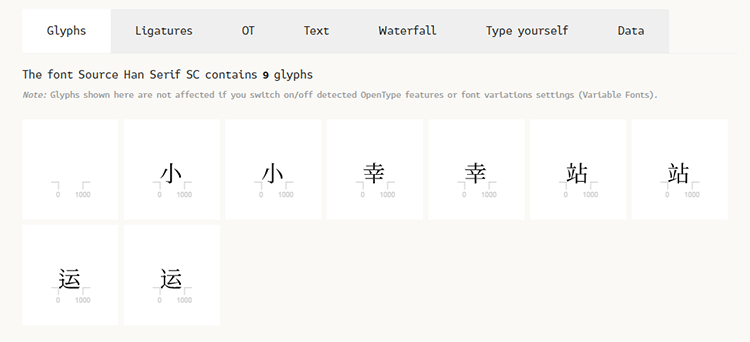 Glyphs Ligatures OT Text Waterfall Type yourself Data
The font Source Han Serif SC contains 9 glyphs
Note: Glyphs shown here are not affected if you switch on/off detected OpenType features or font variations settings (Variable Fonts).
小 小 幸 幸 站 站
0 1000 0 1000 0 1000 0 1000 0 1000 0 1000 0 1000
运 运
0 1000 0 1000